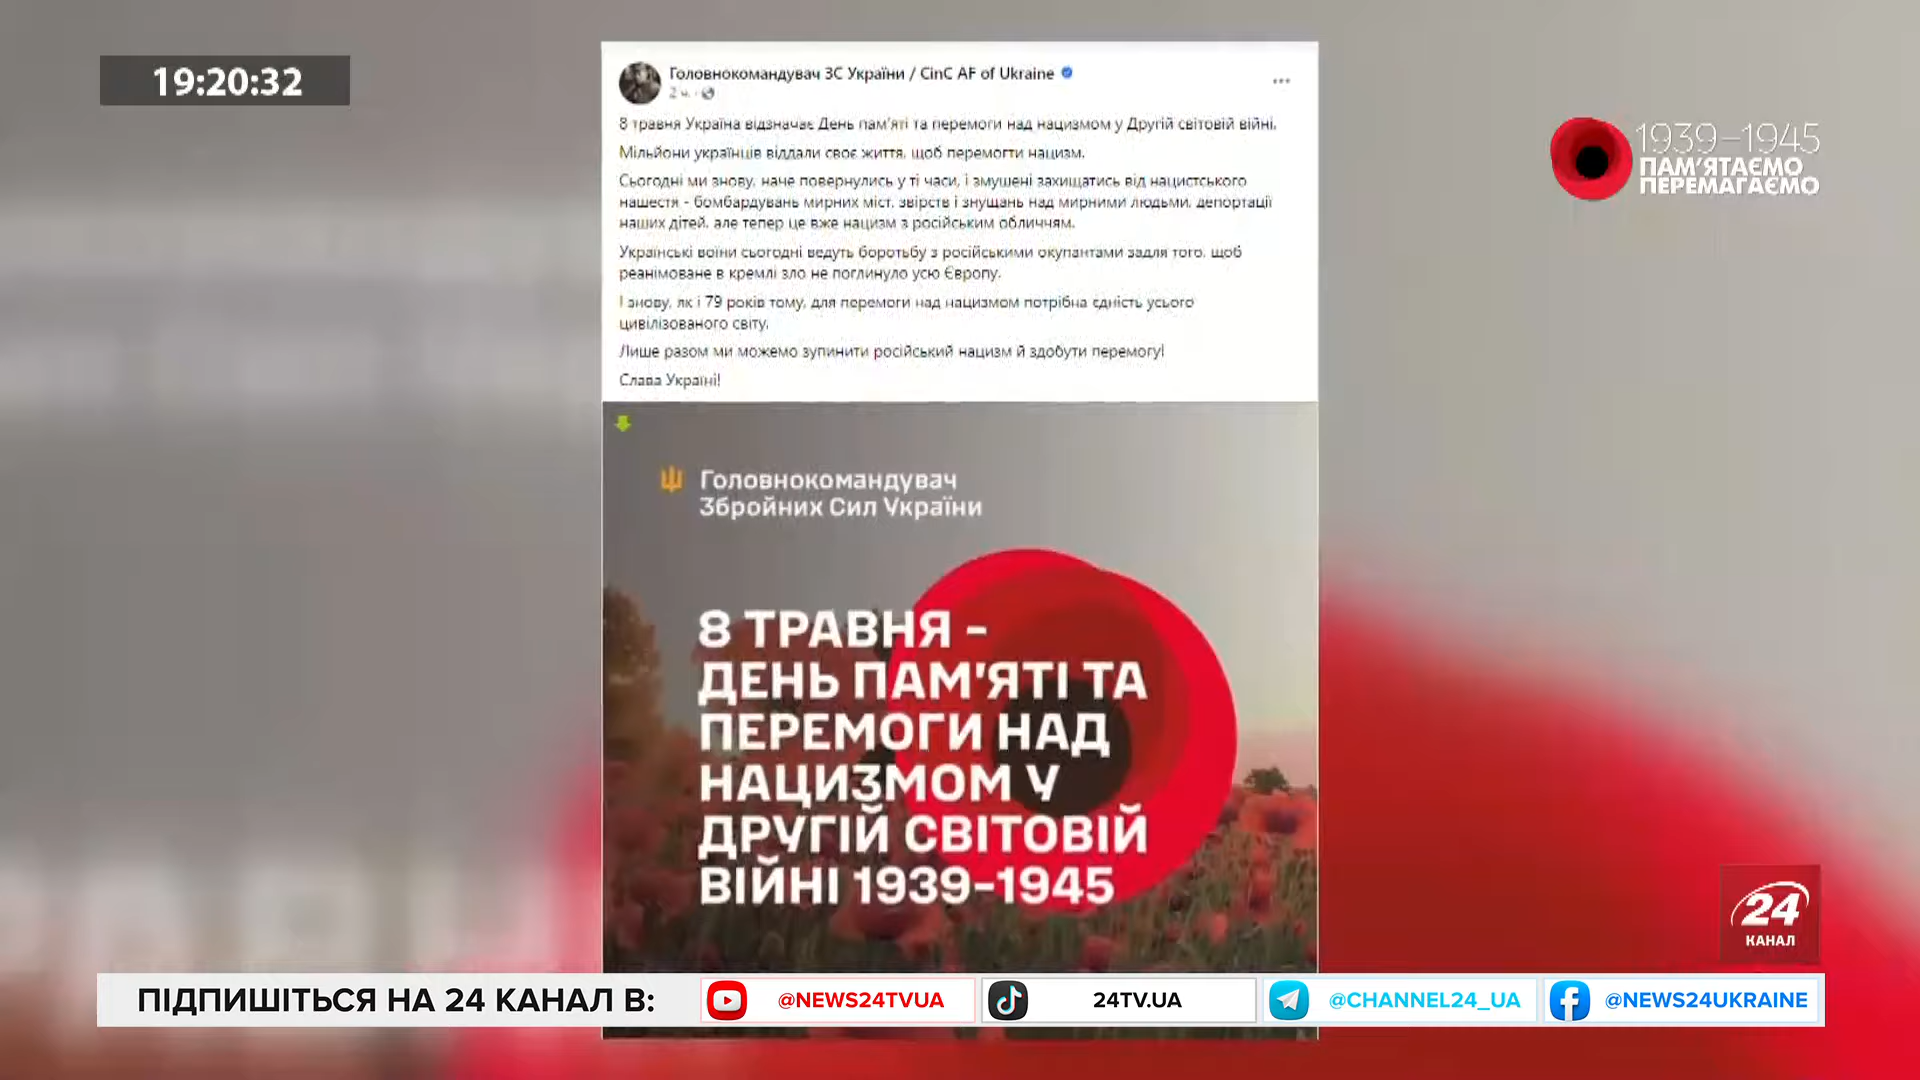 19:20:32
Головнокомандувач ЗС України / CinC AF of Ukraine
2 ч. ·
8 травня Україна відзначає День пам'яті та перемоги над нацизмом у Другій світовій війні.
Мільйони українців віддали своє життя, щоб перемогти нацизм.
Сьогодні ми знову, наче повернулись у ті часи, і змушені захищатись від нацистського
нашестя - бомбардувань мирних міст, звірств і знущань над мирними людьми, депортації
наших дітей, але тепер це вже нацизм з російським обличчям.
Українські воїни сьогодні ведуть боротьбу з російськими окупантами задля того, щоб
реанімоване в кремлі зло не поглинуло усю Європу.
І знову, як і 79 років тому, для перемоги над нацизмом потрібна єдність усього
цивілізованого світу.
Лише разом ми можемо зупинити російський нацизм й здобути перемогу!
Слава Україні!
1939–1945
ПАМ'ЯТАЄМО
ПЕРЕМАГАЄМО
Головнокомандувач
Збройних Сил України
8 ТРАВНЯ -
ДЕНЬ ПАМ'ЯТІ ТА
ПЕРЕМОГИ НАД
НАЦИЗМОМ У
ДРУГІЙ СВІТОВІЙ
ВІЙНІ 1939-1945
24
КАНАЛ
ПІДПИШІТЬСЯ НА 24 КАНАЛ В:
@NEWS24TVUA
24TV.UA
@CHANNEL24_UA
@NEWS24UKRAINE